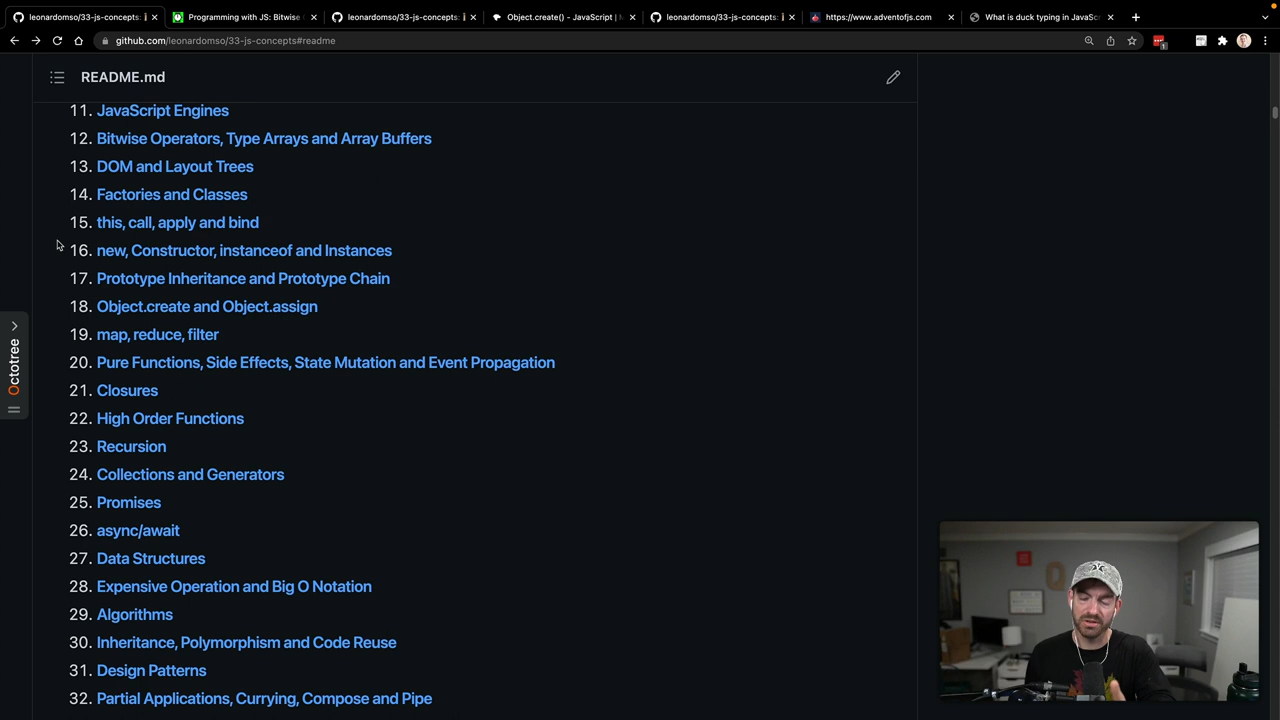 leonardomso/33-js-concepts:
Programming with JS: Bitwise
leonardomso/33-js-concepts:
Object.create() - JavaScript |
leonardomso/33-js-concepts:
https://www.adventofjs.com
What is duck typing in JavaSc
github.com/leonardomso/33-js-concepts#readme
README.md
11. JavaScript Engines
12. Bitwise Operators, Type Arrays and Array Buffers
13. DOM and Layout Trees
14. Factories and Classes
15. this, call, apply and bind
16. new, Constructor, instanceof and Instances
17. Prototype Inheritance and Prototype Chain
18. Object.create and Object.assign
19. map, reduce, filter
20. Pure Functions, Side Effects, State Mutation and Event Propagation
21. Closures
22. High Order Functions
23. Recursion
24. Collections and Generators
25. Promises
26. async/await
27. Data Structures
28. Expensive Operation and Big O Notation
29. Algorithms
30. Inheritance, Polymorphism and Code Reuse
31. Design Patterns
32. Partial Applications, Currying, Compose and Pipe
Octotree